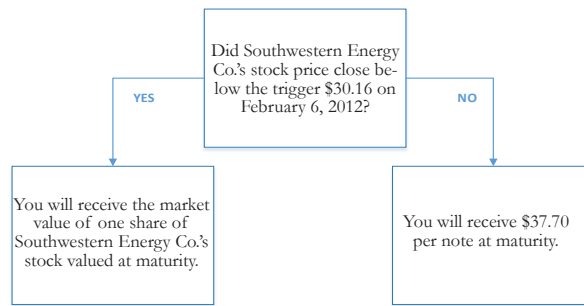 Did Southwestern Energy
Co.'s stock price close be-
low the trigger $30.16 on
February 6, 2012?
YES
NO
You will receive the market
value of one share of
Southwestern Energy Co.'s
stock valued at maturity.
You will receive $37.70
per note at maturity.